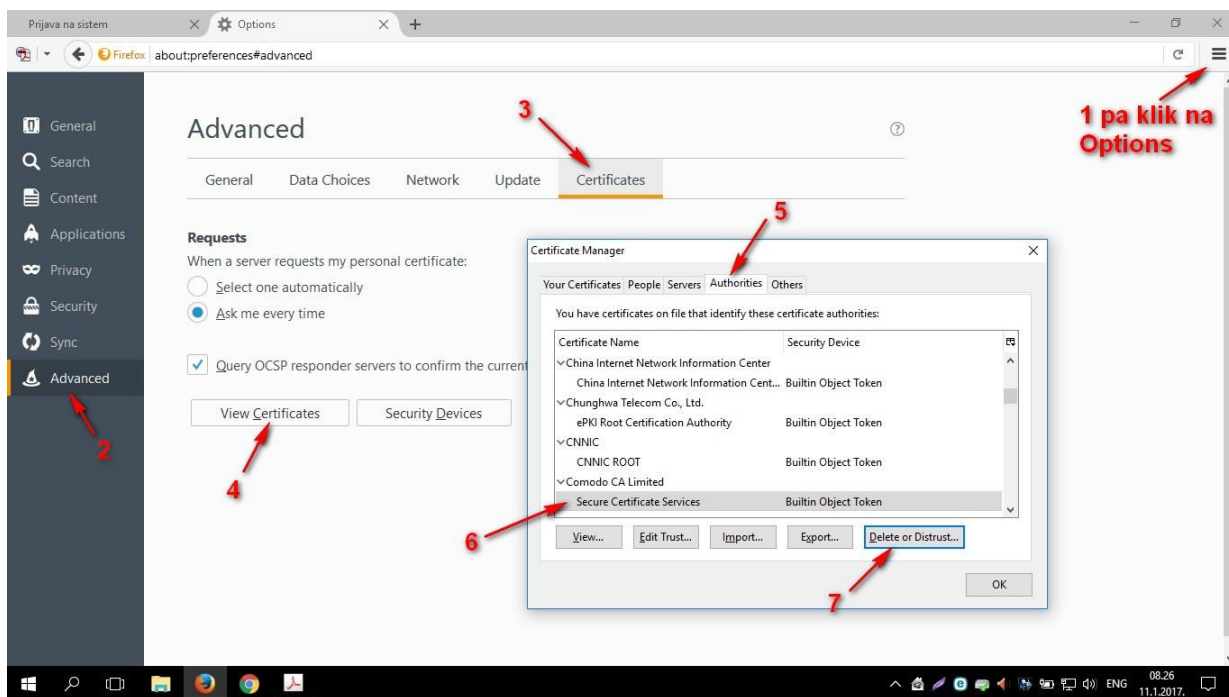 Prijava na sistem
Options
Firefox
about:preferences#advanced
1 pa klik na
Options
General
Search
Content
Applications
Privacy
Security
Sync
Advanced
2
Advanced
3
General Data Choices Network Update Certificates
Requests
When a server requests my personal certificate:
Select one automatically
Ask me every time
Query OCSP responder servers to confirm the current
View Certificates Security Devices
4
5
Certificate Manager
Your Certificates People Servers Authorities Others
You have certificates on file that identify these certificate authorities:
Certificate Name Security Device
China Internet Network Information Center
China Internet Network Information Cent... Builtin Object Token
Chunghwa Telecom Co., Ltd.
ePKI Root Certification Authority Builtin Object Token
CNNIC
CNNIC ROOT Builtin Object Token
Comodo CA Limited
Secure Certificate Services Builtin Object Token
6
View... Edit Trust... Import... Export... Delete or Distrust...
7
OK
ENG
08.26
11.1.2017.